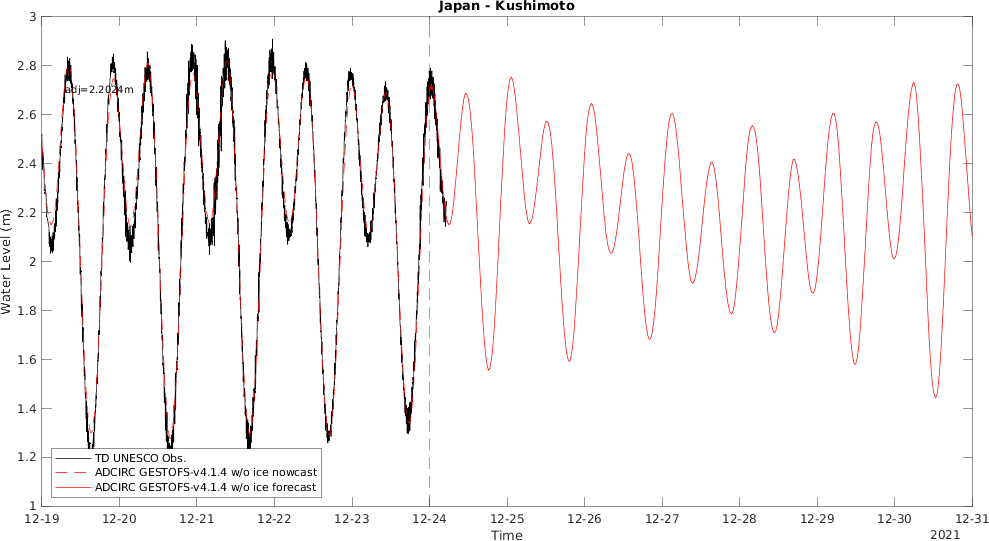 Japan - Kushimoto
3
2.8
adj=2.2024m
2.6
2.4
2.2
2
1.8
1.6
1.4
1.2
1
Water Level (m)
TD UNESCO Obs.
ADCIRC GESTOFS-v4.1.4 w/o ice nowcast
ADCIRC GESTOFS-v4.1.4 w/o ice forecast
12-19 12-20 12-21 12-22 12-23 12-24 12-25 12-26 12-27 12-28 12-29 12-30 12-31
Time
2021